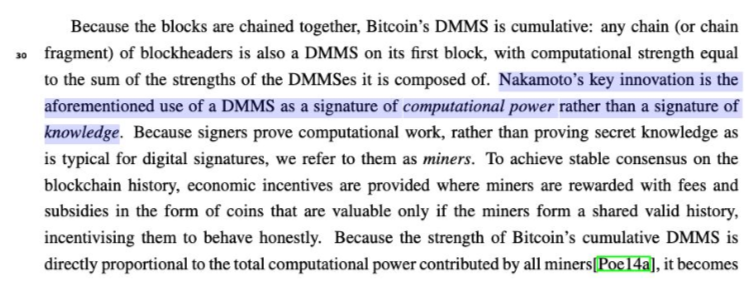 Because the blocks are chained together, Bitcoin's DMMS is cumulative: any chain (or chain
30 fragment) of blockheaders is also a DMMS on its first block, with computational strength equal
to the sum of the strengths of the DMMSes it is composed of. Nakamoto's key innovation is the
aforementioned use of a DMMS as a signature of computational power rather than a signature of
knowledge. Because signers prove computational work, rather than proving secret knowledge as
is typical for digital signatures, we refer to them as miners. To achieve stable consensus on the
blockchain history, economic incentives are provided where miners are rewarded with fees and
subsidies in the form of coins that are valuable only if the miners form a shared valid history,
incentivising them to behave honestly. Because the strength of Bitcoin's cumulative DMMS is
directly proportional to the total computational power contributed by all miners[Poe14a], it becomes